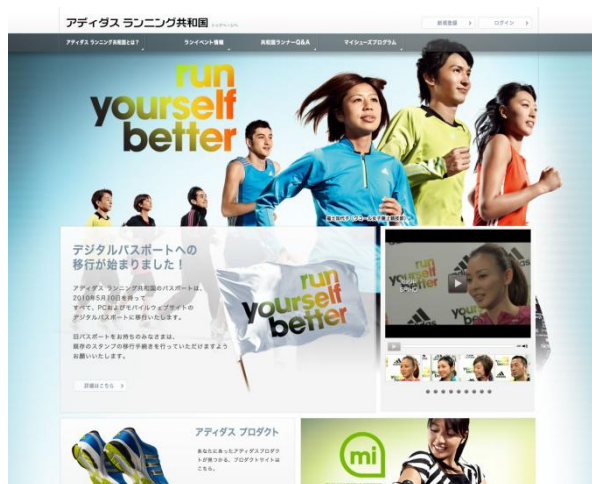 アディダス ランニング共和国
新規登録
ログイン
アディダス ランニング共和国とは？
ランイベント情報
共和国ランナーQ&A
マイシューズプログラム
run
yourself
better
デジタルパスポートへの
移行が始まりました！
アディダス ランニング共和国のパスポートは、
2010年5月10日を持って
すべて、PCおよびモバイルウェブサイトの
デジタルパスポートに移行いたします。
旧パスポートをお持ちのみなさまは、
既存のスタンプの移行手続きを行っていただけますよう
お願いいたします。
詳細はこちら
run
yourself
better
アディダス プロダクト
あなたにあったアディダスプロダク
トが見つかる、プロダクトサイトは
こちら。
mi